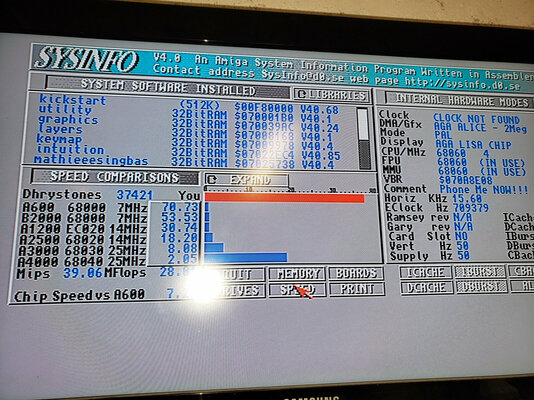 SYSINFO V4.0 An Amiga System Information Program Written in Assembler
Contact address SysInfo@d0.se web page http://sysinfo.d0.se
SYSTEM SOFTWARE INSTALLED LIBRARIES
kickstart (512K) $00F80000 V40.68
utility 32BitRAM $070001B0 V40.1
graphics 32BitRAM $070039AC V40.24
layers 32BitRAM V40.1
keymap 32BitRAM V40.4
intuition 32BitRAM V40.85
mathieeesingbas 32BitRAM V40.4
INTERNAL HARDWARE MODES
Clock CLOCK NOT FOUND
DMA/Gfx AGA ALICE - 2Meg
Mode PAL
Display AGA LISA CHIP
CPU/MHz 68060
FPU 68060 (IN USE)
MMU 68060 (IN USE)
VBR $070A8E08
Comment Phone Me NOW!!!
Horiz KHz 15.60
EClock Hz 709379
Ramsey rev N/A
Gary rev N/A
Card Slot NO
Vert Hz 50
Supply Hz 50
SPEED COMPARISONS EXPAND
Dhrystones 37421 You
A600 68000 7MHz 70.73
B2000 68000 7MHz 53.53
A1200 EC020 14MHz 30.74
A2500 68020 14MHz 18.20
A3000 68030 25MHz 8.08
A4000 68040 25MHz 2.05
Mips 39.06 MFlops
Chip Speed vs A600
MEMORY BOARDS
SPEED PRINT
ICACHE IBURST
DCACHE DBURST
SAMSUNG